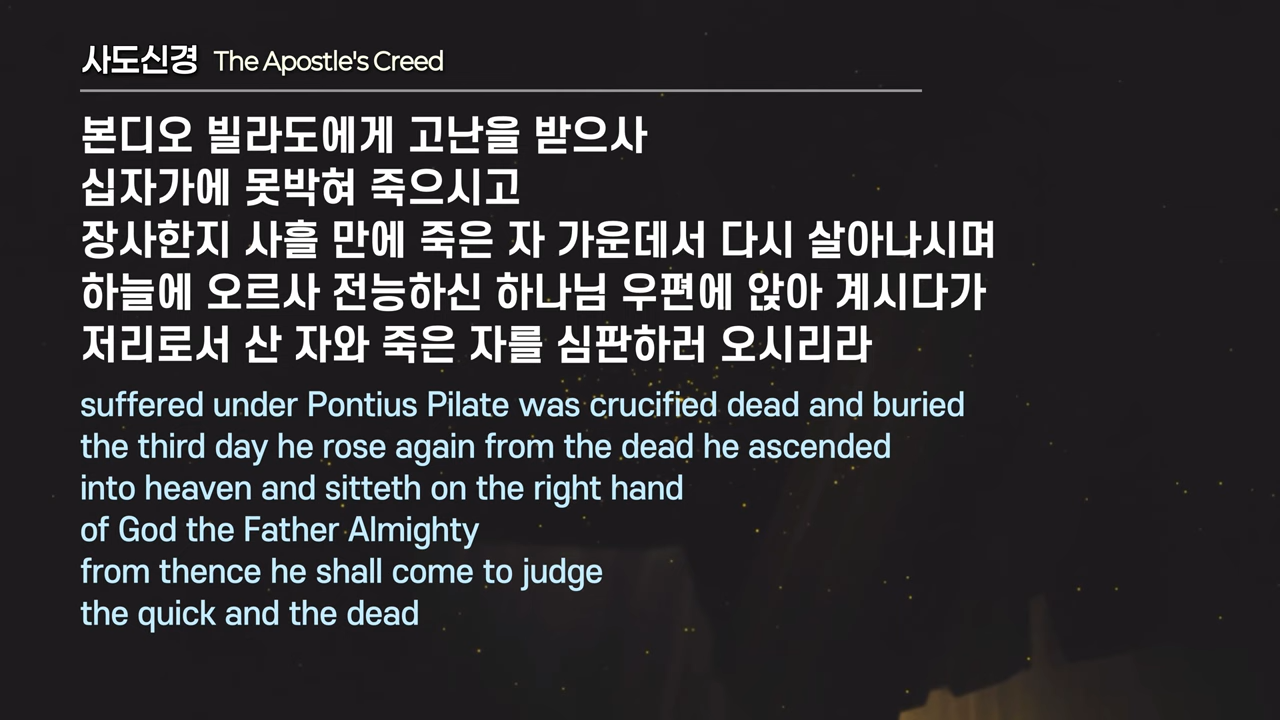 사도신경 The Apostle's Creed
본디오 빌라도에게 고난을 받으사
십자가에 못박혀 죽으시고
장사한지 사흘 만에 죽은 자 가운데서 다시 살아나시며
하늘에 오르사 전능하신 하나님 우편에 앉아 계시다가
저리로서 산 자와 죽은 자를 심판하러 오시리라
suffered under Pontius Pilate was crucified dead and buried
the third day he rose again from the dead he ascended
into heaven and sitteth on the right hand
of God the Father Almighty
from thence he shall come to judge
the quick and the dead